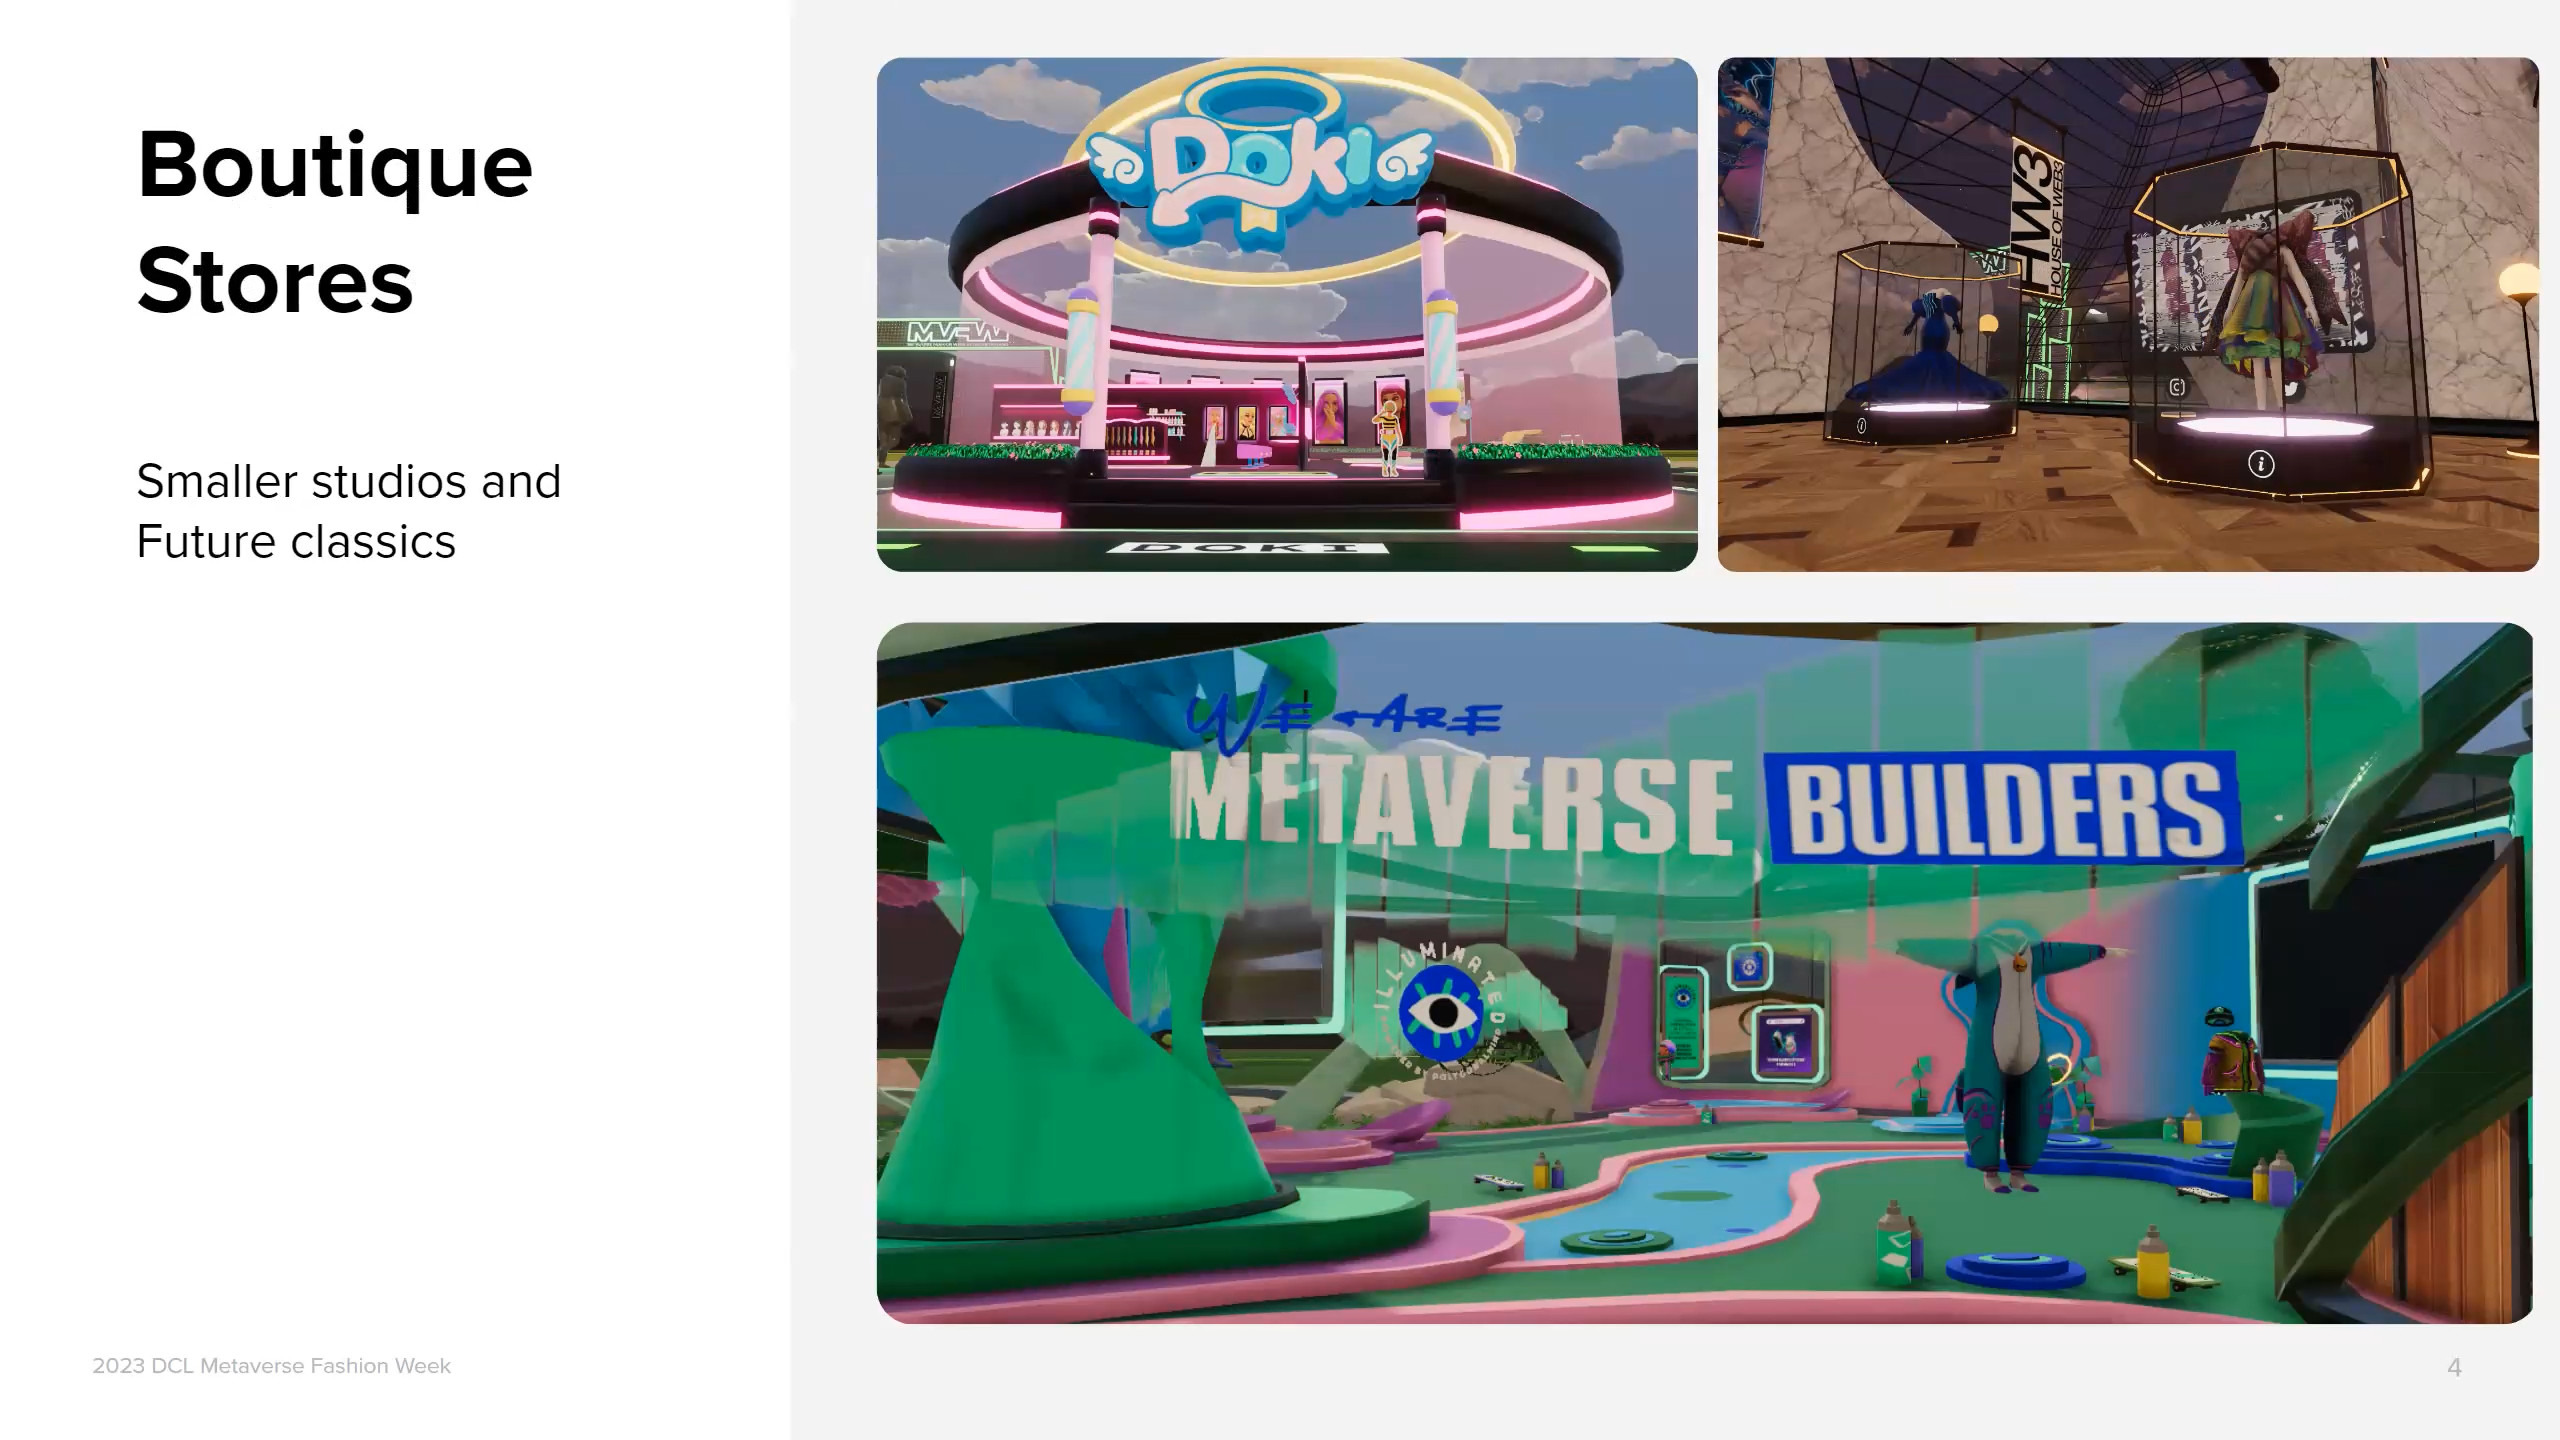 Boutique
Stores
Smaller studios and
Future classics
Doki
MVFW
DOKI
HW3
HOUSE OF WEB3
WE ARE
METAVERSE BUILDERS
ILLUMINATED
2023 DCL Metaverse Fashion Week
4